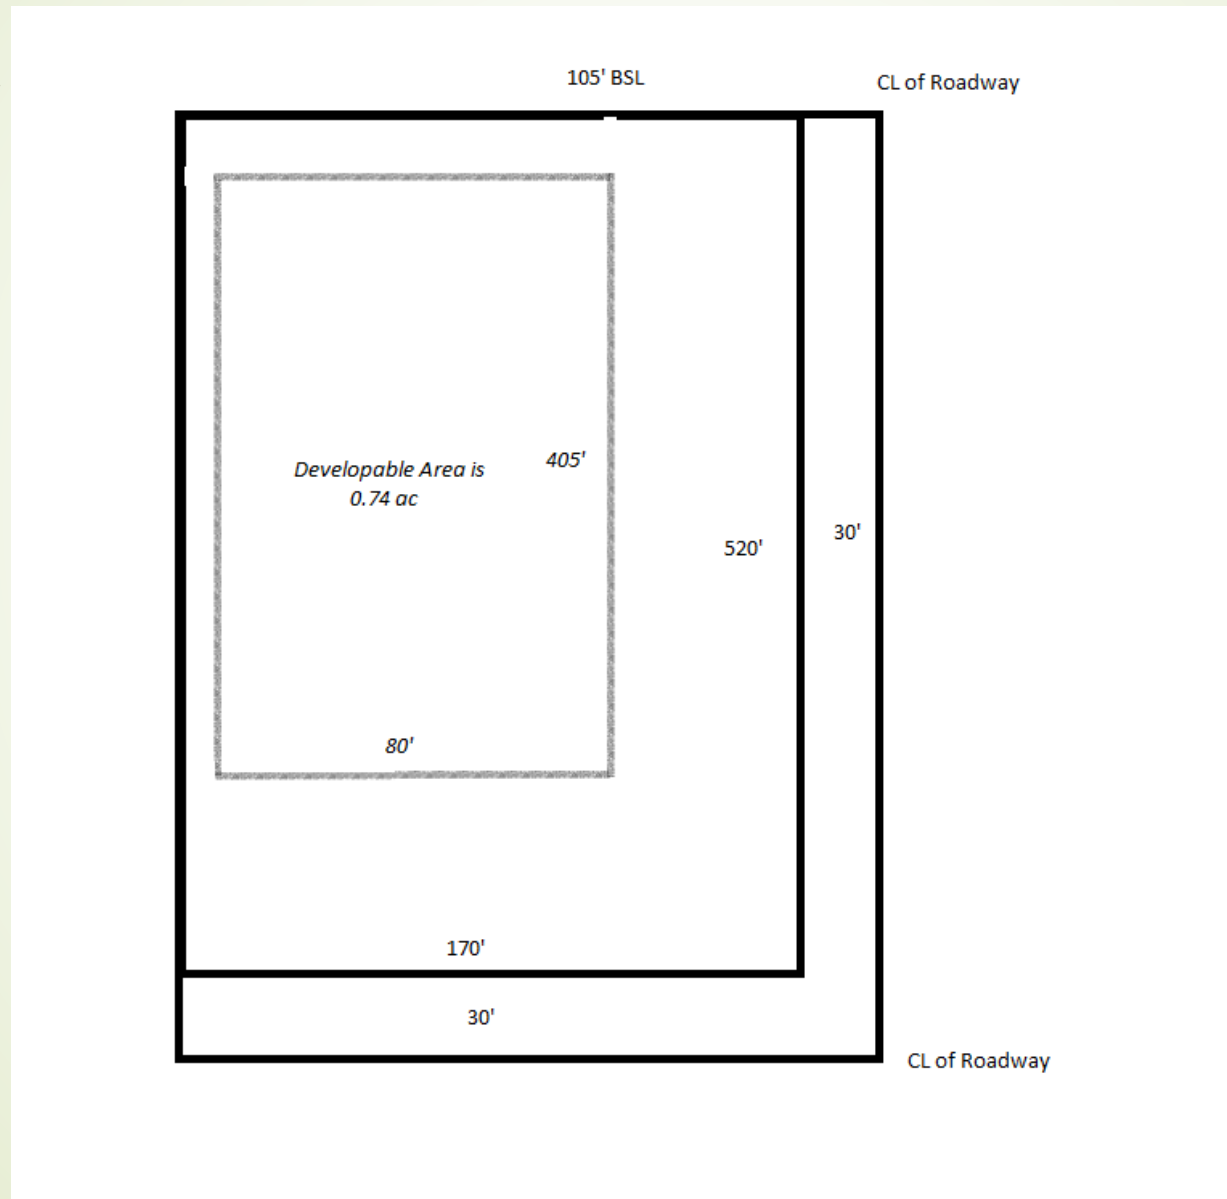 105' BSL
CL of Roadway
405'
Developable Area is
0.74 ac
30'
520'
80'
170'
30'
CL of Roadway